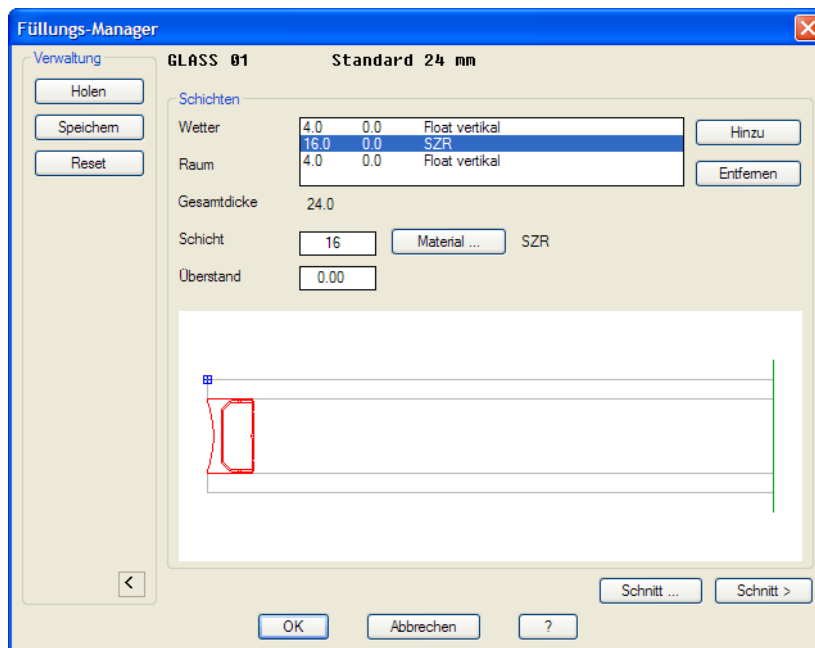 Füllungs-Manager
Verwaltung
Holen
Speichern
Reset
<
GLASS 01 Standard 24 mm
Schichten
Wetter 4.0 0.0 Float vertikal
16.0 0.0 SZR
Raum 4.0 0.0 Float vertikal
Hinzu
Entfernen
Gesamtdicke 24.0
Schicht 16 Material ... SZR
Überstand 0.00
Schnitt ... Schnitt >
OK Abbrechen ?